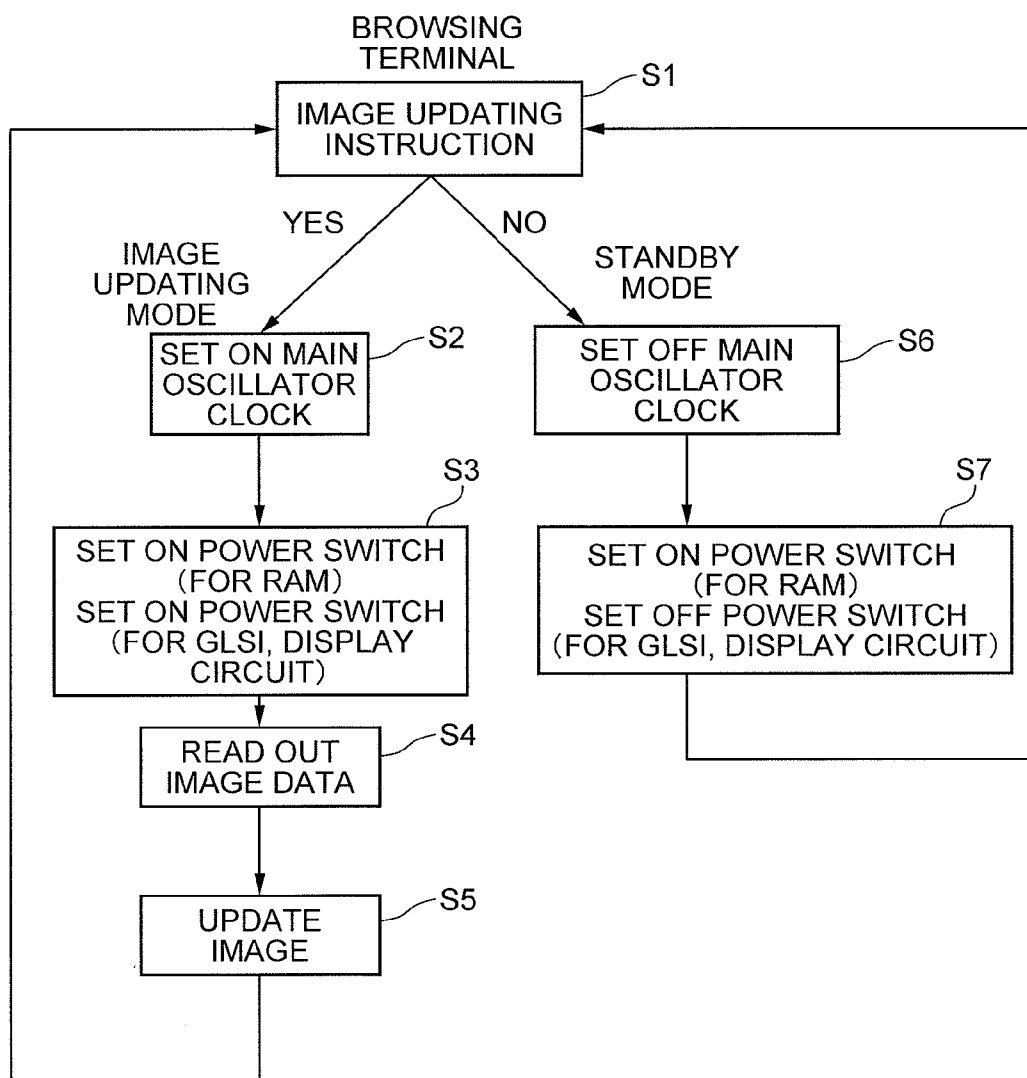 BROWSING
TERMINAL
S1
IMAGE UPDATING
INSTRUCTION
YES
NO
IMAGE
UPDATING
MODE
STANDBY
MODE
S2
SET ON MAIN
OSCILLATOR
CLOCK
S6
SET OFF MAIN
OSCILLATOR
CLOCK
S3
SET ON POWER SWITCH
(FOR RAM)
SET ON POWER SWITCH
(FOR GLSI, DISPLAY
CIRCUIT)
S7
SET ON POWER SWITCH
(FOR RAM)
SET OFF POWER SWITCH
(FOR GLSI, DISPLAY CIRCUIT)
S4
READ OUT
IMAGE DATA
S5
UPDATE
IMAGE